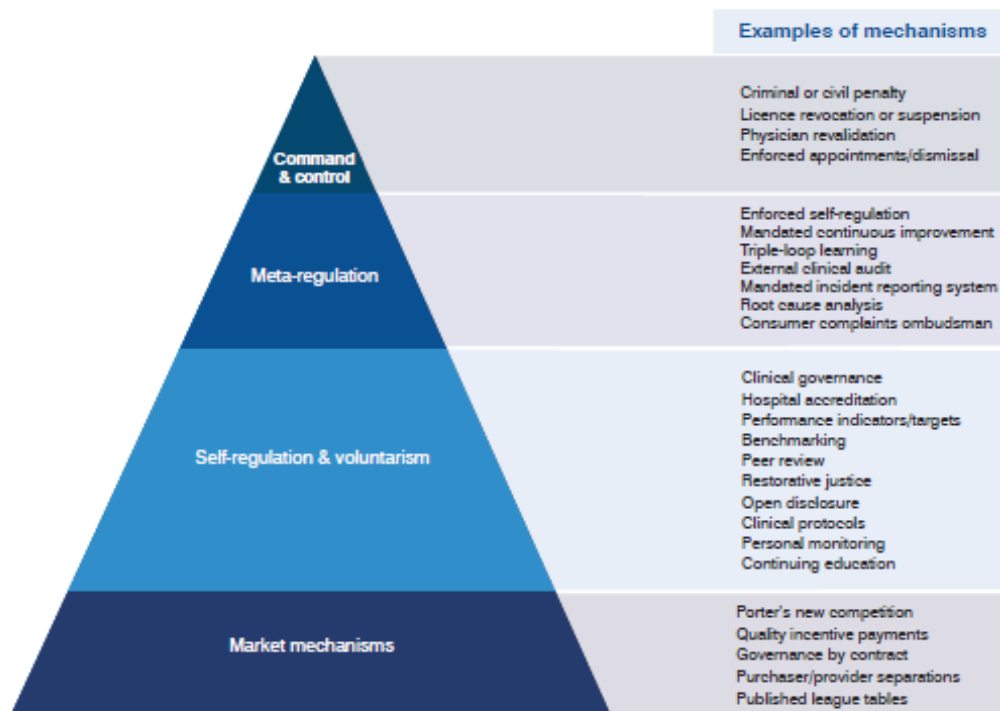 Examples of mechanisms
Command
& control
Criminal or civil penalty
Licence revocation or suspension
Physician revalidation
Enforced appointments/dismissal
Meta-regulation
Enforced self-regulation
Mandated continuous improvement
Triple-loop learning
External clinical audit
Mandated incident reporting system
Root cause analysis
Consumer complaints ombudsman
Self-regulation & voluntarism
Clinical governance
Hospital accreditation
Performance indicators/targets
Benchmarking
Peer review
Restorative justice
Open disclosure
Clinical protocols
Personal monitoring
Continuing education
Market mechanisms
Porter's new competition
Quality incentive payments
Governance by contract
Purchaser/provider separations
Published league tables